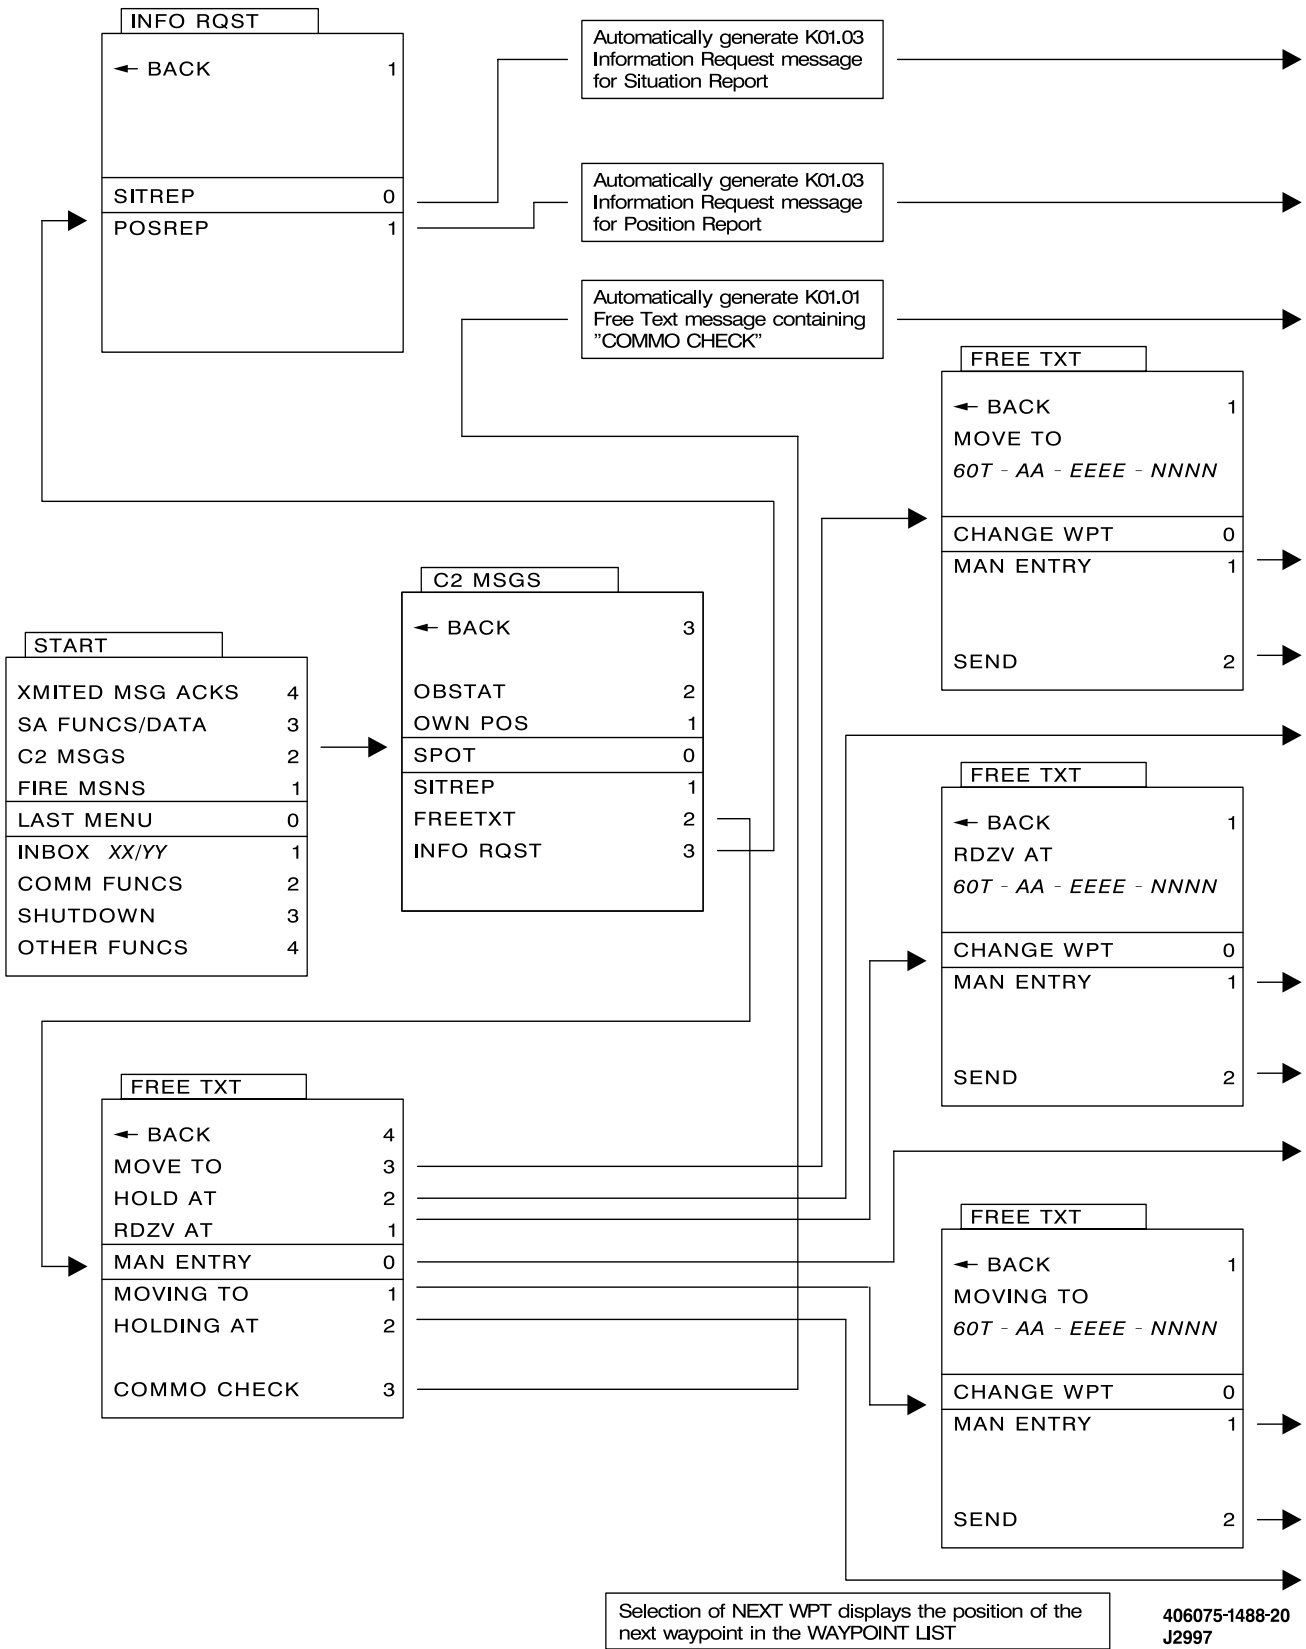 INFO RQST
← BACK 1
SITREP 0
POSREP 1
Automatically generate K01.03
Information Request message
for Situation Report
Automatically generate K01.03
Information Request message
for Position Report
Automatically generate K01.01
Free Text message containing
"COMMO CHECK"
FREE TXT
← BACK 1
MOVE TO
60T - AA - EEEE - NNNN
CHANGE WPT 0
MAN ENTRY 1
SEND 2
C2 MSGS
← BACK 3
OBSTAT 2
OWN POS 1
SPOT 0
SITREP 1
FREETXT 2
INFO RQST 3
START
XMITED MSG ACKS 4
SA FUNCS/DATA 3
C2 MSGS 2
FIRE MSNS 1
LAST MENU 0
INBOX XX/YY 1
COMM FUNCS 2
SHUTDOWN 3
OTHER FUNCS 4
FREE TXT
← BACK 1
RDZV AT
60T - AA - EEEE - NNNN
CHANGE WPT 0
MAN ENTRY 1
SEND 2
FREE TXT
← BACK 4
MOVE TO 3
HOLD AT 2
RDZV AT 1
MAN ENTRY 0
MOVING TO 1
HOLDING AT 2
COMMO CHECK 3
FREE TXT
← BACK 1
MOVING TO
60T - AA - EEEE - NNNN
CHANGE WPT 0
MAN ENTRY 1
SEND 2
Selection of NEXT WPT displays the position of the
next waypoint in the WAYPOINT LIST
406075-1488-20
J2997